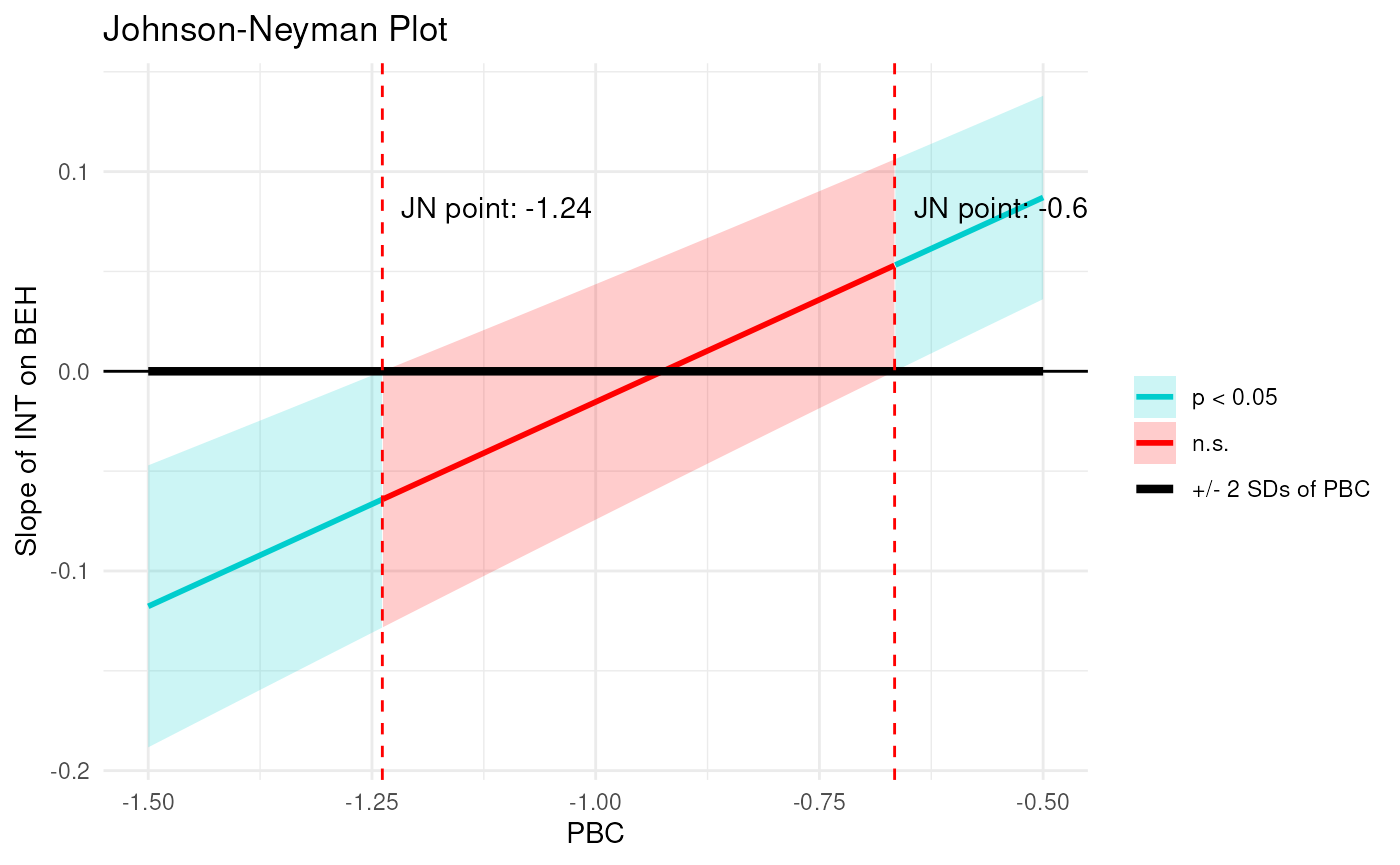 Johnson-Neyman Plot
Slope of INT on BEH
0.1
0.0
-0.1
-0.2
JN point: -1.24
JN point: -0.6
-1.50
-1.25
-1.00
-0.75
-0.50
PBC
p < 0.05
n.s.
+/- 2 SDs of PBC